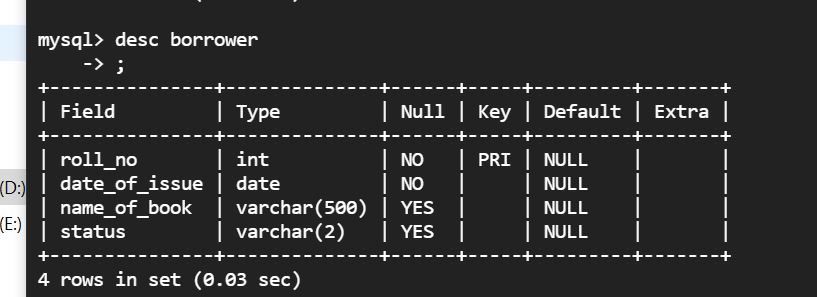 mysql> desc borrower
    -> ;
+---------------+--------------+------+-----+---------+-------+
| Field         | Type         | Null | Key | Default | Extra |
+---------------+--------------+------+-----+---------+-------+
| roll_no       | int          | NO   | PRI | NULL    |       |
| date_of_issue | date         | NO   |     | NULL    |       |
| name_of_book  | varchar(500) | YES  |     | NULL    |       |
| status        | varchar(2)   | YES  |     | NULL    |       |
+---------------+--------------+------+-----+---------+-------+
4 rows in set (0.03 sec)
(D:)
(E:)